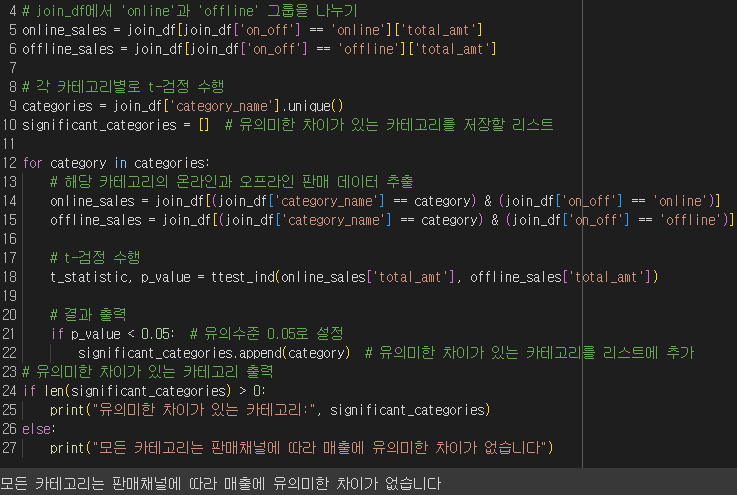 4 # join_df에서 'online'과 'offline' 그룹을 나누기
5 online_sales = join_df[join_df['on_off'] == 'online']['total_amt']
6 offline_sales = join_df[join_df['on_off'] == 'offline']['total_amt']
7
8 # 각 카테고리별로 t-검정 수행
9 categories = join_df['category_name'].unique()
10 significant_categories = []  # 유의미한 차이가 있는 카테고리를 저장할 리스트
11
12 for category in categories:
13     # 해당 카테고리의 온라인과 오프라인 판매 데이터 추출
14     online_sales = join_df[(join_df['category_name'] == category) & (join_df['on_off'] == 'online')]
15     offline_sales = join_df[(join_df['category_name'] == category) & (join_df['on_off'] == 'offline')]
16
17     # t-검정 수행
18     t_statistic, p_value = ttest_ind(online_sales['total_amt'], offline_sales['total_amt'])
19
20     # 결과 출력
21     if p_value < 0.05:  # 유의수준 0.05로 설정
22         significant_categories.append(category)  # 유의미한 차이가 있는 카테고리를 리스트에 추가
23 # 유의미한 차이가 있는 카테고리 출력
24 if len(significant_categories) > 0:
25     print("유의미한 차이가 있는 카테고리:", significant_categories)
26 else:
27     print("모든 카테고리는 판매채널에 따라 매출에 유의미한 차이가 없습니다")
모든 카테고리는 판매채널에 따라 매출에 유의미한 차이가 없습니다